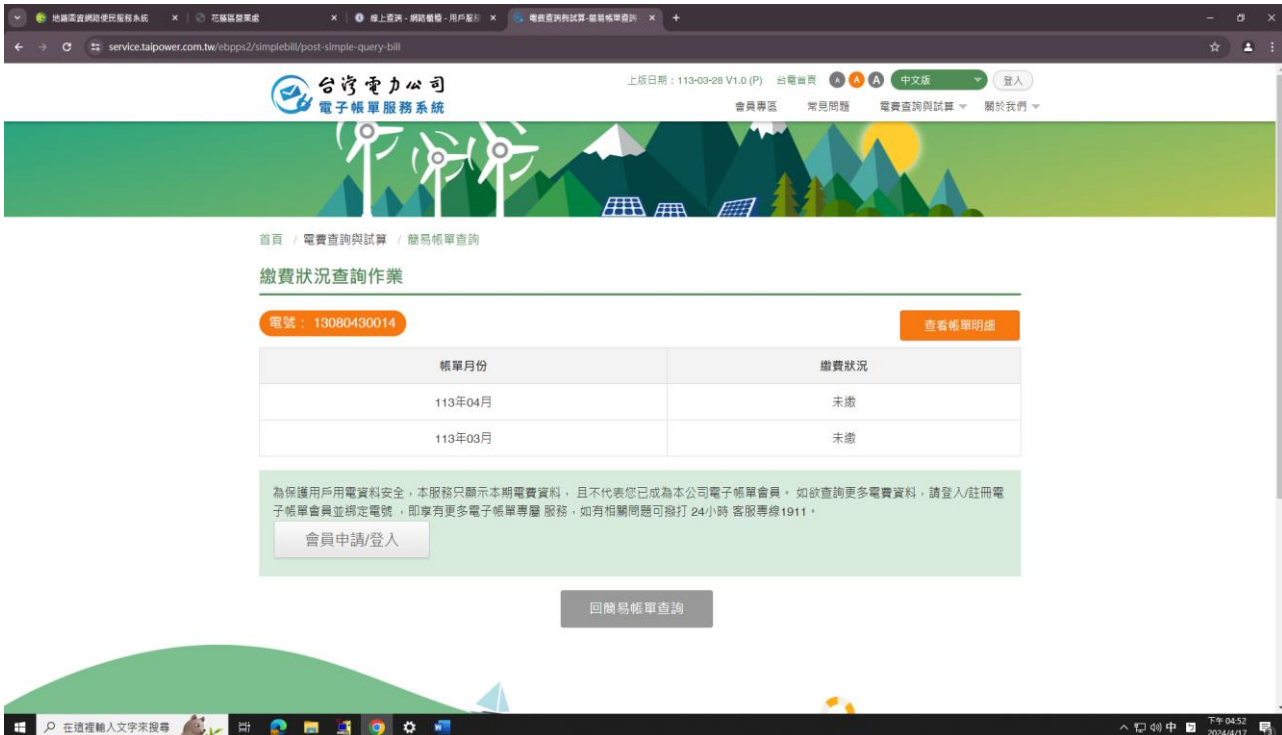 地籍圖資網路便民服務系統
花蓮區營業處
線上查詢 - 網路櫃檯 - 用戶服務
電費查詢與試算-簡易帳單查詢
service.taipower.com.tw/ebpps2/simplebill/post-simple-query-bill
台灣電力公司
電子帳單服務系統
上版日期：113-03-28 V1.0 (P) 台電首頁 A A A 中文版 登入
會員專區 常見問題 電費查詢與試算 關於我們
首頁 / 電費查詢與試算 / 簡易帳單查詢
繳費狀況查詢作業
電號： 13080430014
查看帳單明細
帳單月份 繳費狀況
113年04月 未繳
113年03月 未繳
為保護用戶用電資料安全，本服務只顯示本期電費資料， 且不代表您已成為本公司電子帳單會員。 如欲查詢更多電費資料，請登入/註冊電
子帳單會員並綁定電號 ，即享有更多電子帳單專屬 服務，如有相關問題可撥打 24小時 客服專線1911。
會員申請/登入
回簡易帳單查詢
在這裡輸入文字來搜尋
中
下午 04:52
2024/4/17